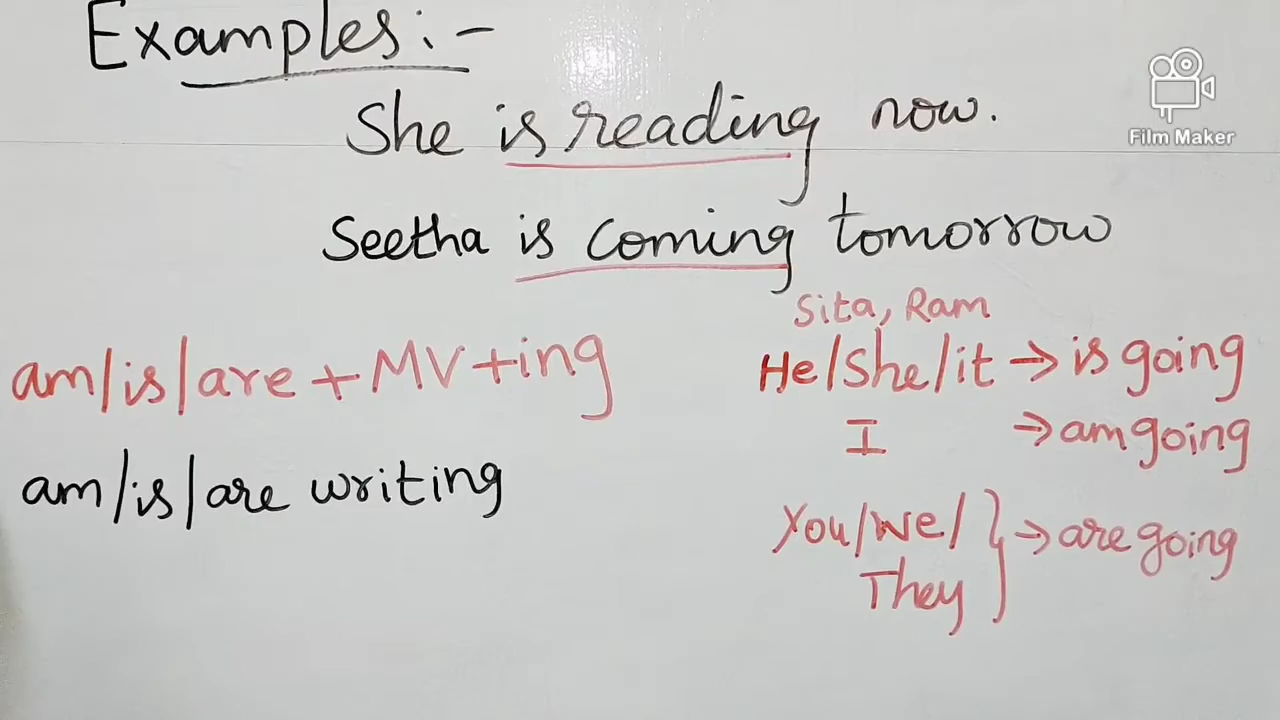 Examples:-
She is reading now.
Seetha is coming tomorrow
am/is/are + MV +ing
am/is/are writing
Sita, Ram
He/She/it → is going
I → am going
You/We/ } → are going
They
Film Maker